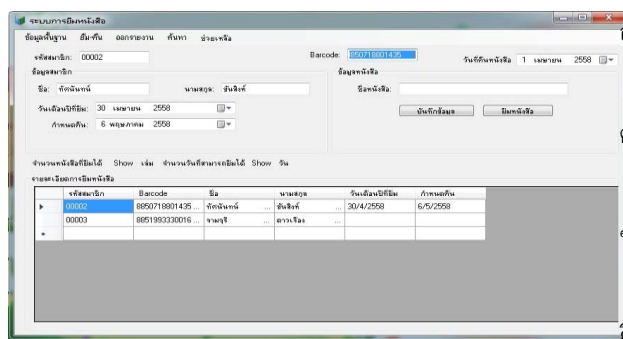 ระบบการยืมหนังสือ
ข้อมูลพื้นฐาน ยืม-คืน ออกรายงาน ค้นหา ช่วยเหลือ
รหัสสมาชิก: 00002 Barcode: 8850718801435 วันที่คืนหนังสือ 1 เมษายน 2558
ข้อมูลสมาชิก ข้อมูลหนังสือ
ชื่อ: ทัศนันทน์ นามสกุล: ขันสิงห์ ชื่อหนังสือ:
วันเดือนปีที่ยืม: 30 เมษายน 2558 บันทึกข้อมูล ยืมหนังสือ
กำหนดคืน: 6 พฤษภาคม 2558
จำนวนหนังสือที่ยืมได้ Show เล่ม จำนวนวันที่สามารถยืมได้ Show วัน
รายละเอียดการยืมหนังสือ
รหัสสมาชิก Barcode ชื่อ นามสกุล วันเดือนปีที่ยืม กำหนดคืน
00002 8850718801435 ... ทัศนันทน์ ... ขันสิงห์ ... 30/4/2558 6/5/2558
00003 8851993330016 ... จามจุรี ... ดาวเรือง ...